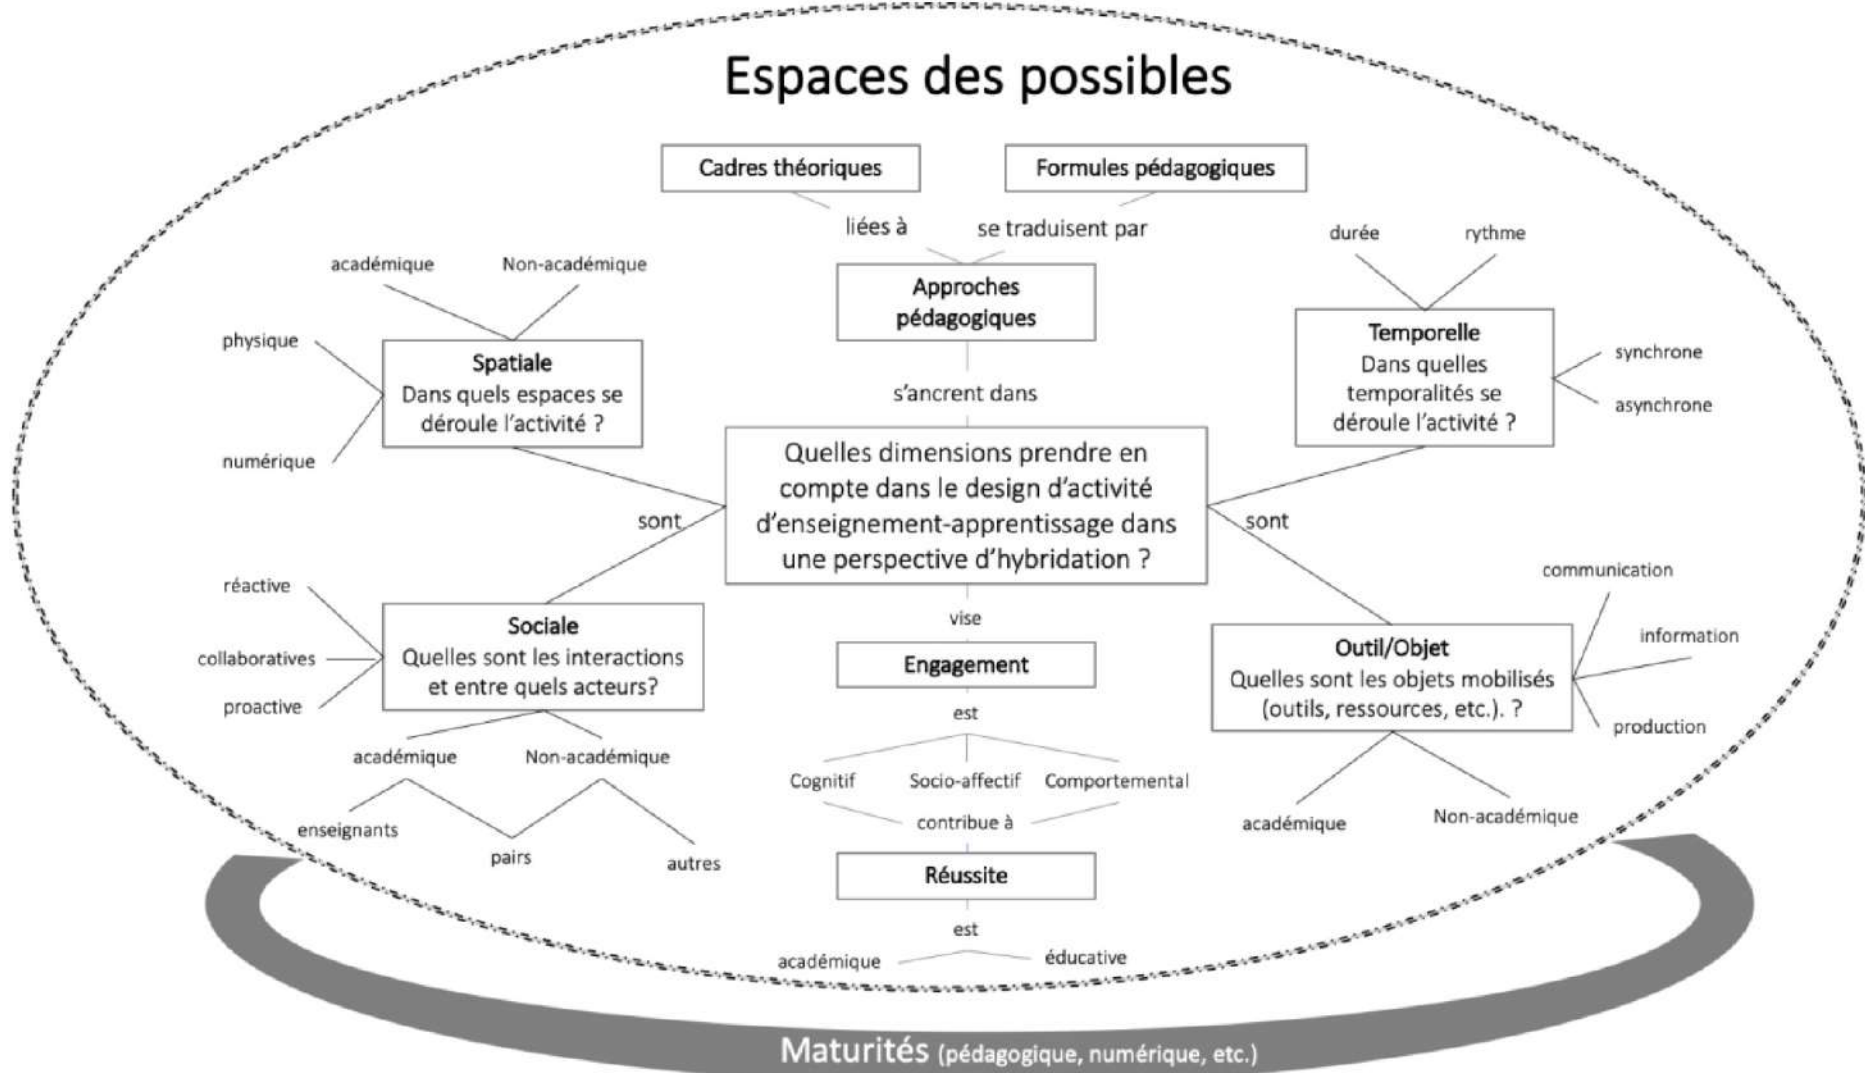 Espaces des possibles
Cadres théoriques
Formules pédagogiques
liées à
se traduisent par
Approches
pédagogiques
s'ancrent dans
académique
Non-académique
physique
numérique
Spatiale
Dans quels espaces se
déroule l'activité ?
durée
rythme
Temporelle
Dans quelles
temporalités se
déroule l'activité ?
synchrone
asynchrone
Quelles dimensions prendre en
compte dans le design d'activité
d'enseignement-apprentissage dans
une perspective d'hybridation ?
sont
sont
réactive
collaboratives
proactive
Sociale
Quelles sont les interactions
et entre quels acteurs?
académique
Non-académique
enseignants
pairs
autres
vise
Engagement
est
Cognitif
Socio-affectif
Comportemental
contribue à
Réussite
est
académique
éducative
communication
information
production
Outil/Objet
Quelles sont les objets mobilisés
(outils, ressources, etc.). ?
académique
Non-académique
Maturités (pédagogique, numérique, etc.)